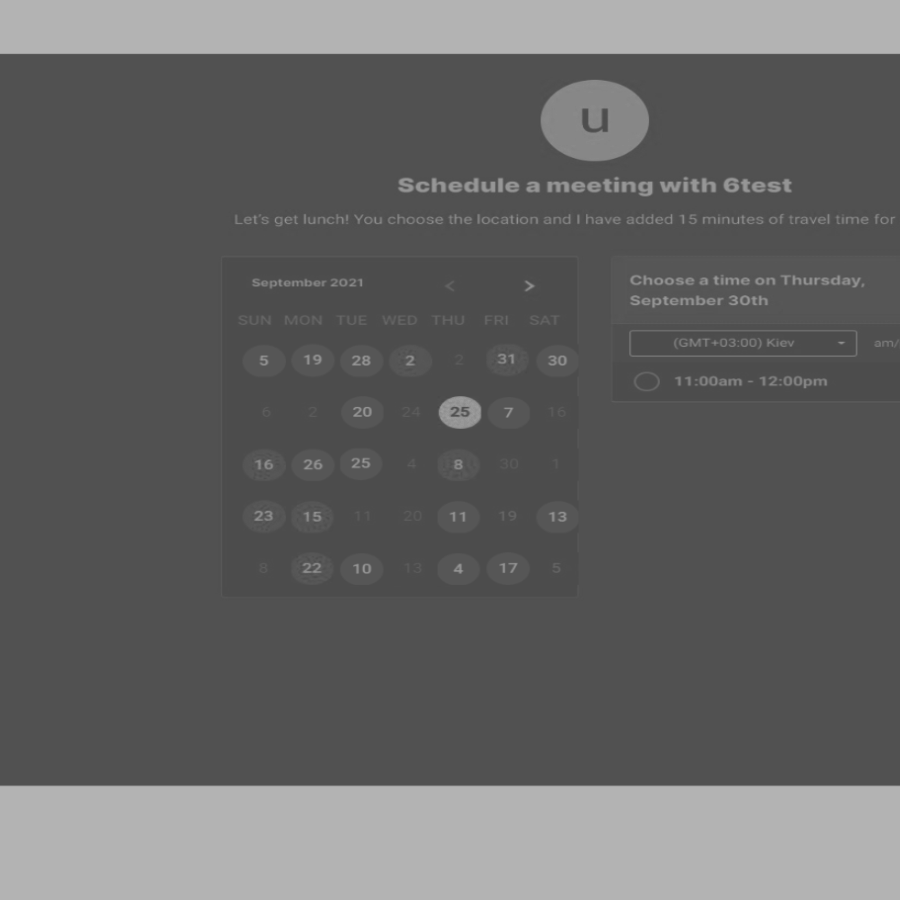 u
Schedule a meeting with 6test
Let's get lunch! You choose the location and I have added 15 minutes of travel time for
September 2021 < >
SUN MON TUE WED THU FRI SAT
5 19 28 2 2 31 30
6 2 20 24 25 7 16
16 26 25 4 8 30 1
23 15 11 20 11 19 13
8 22 10 13 4 17 5
Choose a time on Thursday,
September 30th
(GMT+03:00) Kiev am/
11:00am - 12:00pm